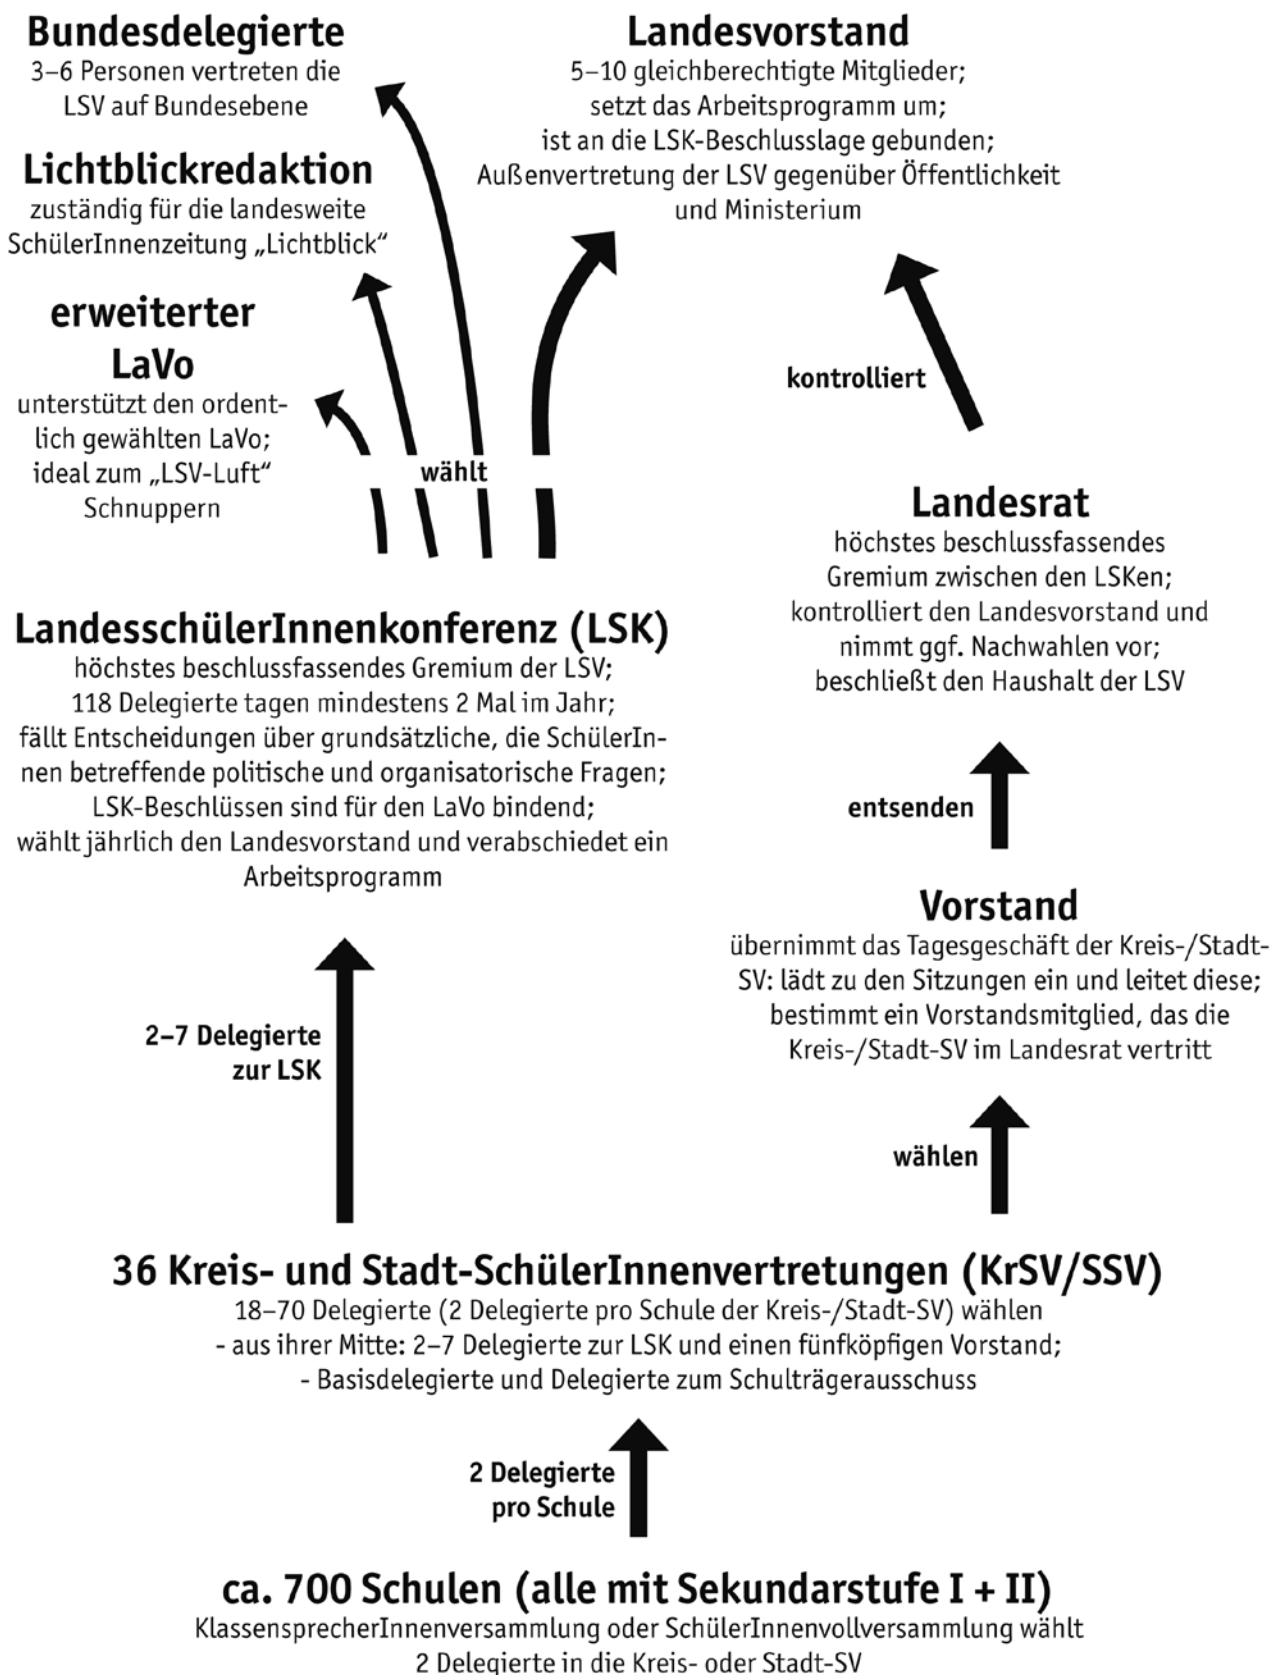 Bundesdelegierte
3–6 Personen vertreten die
LSV auf Bundesebene
Lichtblickredaktion
zuständig für die landesweite
SchülerInnenzeitung „Lichtblick“
erweiterter
LaVo
unterstützt den ordent-
lich gewählten LaVo;
ideal zum „LSV-Luft“
Schnuppern
Landesvorstand
5–10 gleichberechtigte Mitglieder;
setzt das Arbeitsprogramm um;
ist an die LSK-Beschlusslage gebunden;
Außenvertretung der LSV gegenüber Öffentlichkeit
und Ministerium
wählt
kontrolliert
LandesschülerInnenkonferenz (LSK)
höchstes beschlussfassendes Gremium der LSV;
118 Delegierte tagen mindestens 2 Mal im Jahr;
fällt Entscheidungen über grundsätzliche, die SchülerIn-
nen betreffende politische und organisatorische Fragen;
LSK-Beschlüssen sind für den LaVo bindend;
wählt jährlich den Landesvorstand und verabschiedet ein
Arbeitsprogramm
Landesrat
höchstes beschlussfassendes
Gremium zwischen den LSKen;
kontrolliert den Landesvorstand und
nimmt ggf. Nachwahlen vor;
beschließt den Haushalt der LSV
entsenden
Vorstand
übernimmt das Tagesgeschäft der Kreis-/Stadt-
SV: lädt zu den Sitzungen ein und leitet diese;
bestimmt ein Vorstandsmitglied, das die
Kreis-/Stadt-SV im Landesrat vertritt
2–7 Delegierte
zur LSK
wählen
36 Kreis- und Stadt-SchülerInnenvertretungen (KrSV/SSV)
18–70 Delegierte (2 Delegierte pro Schule der Kreis-/Stadt-SV) wählen
- aus ihrer Mitte: 2–7 Delegierte zur LSK und einen fünfköpfigen Vorstand;
- Basisdelegierte und Delegierte zum Schulträgerausschuss
2 Delegierte
pro Schule
ca. 700 Schulen (alle mit Sekundarstufe I + II)
KlassensprecherInnenversammlung oder SchülerInnenvollversammlung wählt
2 Delegierte in die Kreis- oder Stadt-SV